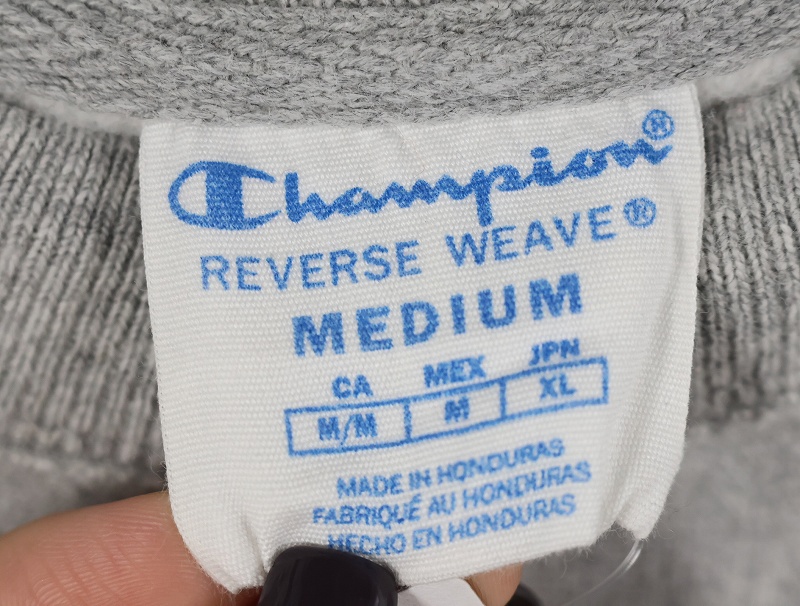 Champion®
REVERSE WEAVE®
MEDIUM
CA MEX JPN
M/M M XL
MADE IN HONDURAS
FABRIQUÉ AU HONDURAS
HECHO EN HONDURAS